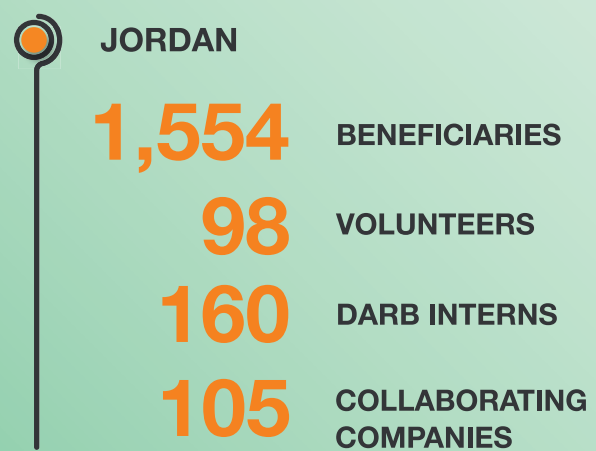 JORDAN
1,554 BENEFICIARIES
98 VOLUNTEERS
160 DARB INTERNS
105 COLLABORATING
COMPANIES